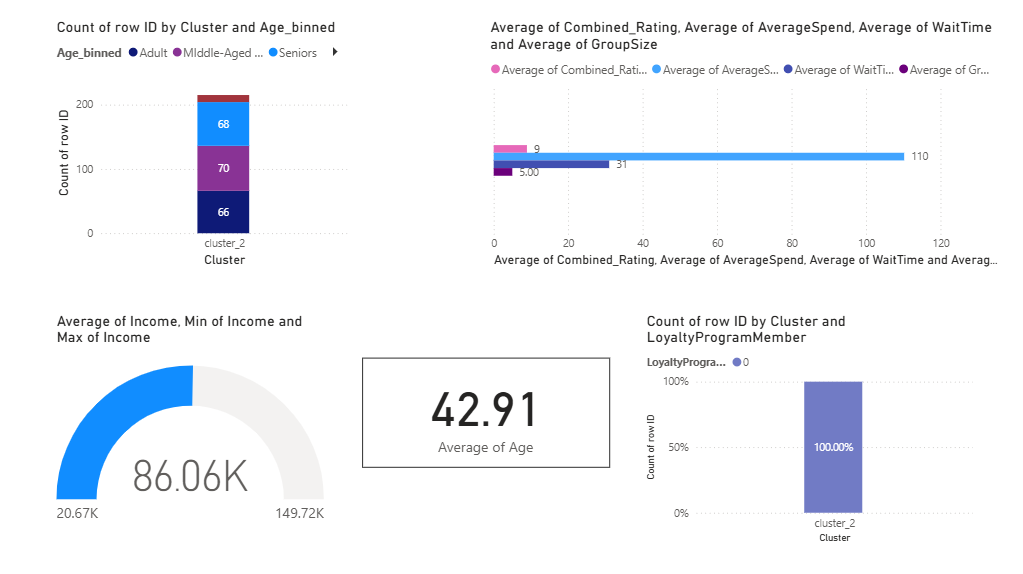 Count of row ID by Cluster and Age_binned
Age_binned Adult MIddle-Aged ... Seniors
200
100
0
Count of row ID
68
70
66
cluster_2
Cluster
Average of Combined_Rating, Average of AverageSpend, Average of WaitTime
and Average of GroupSize
Average of Combined_Rati... Average of AverageS... Average of WaitTi... Average of Gr...
9
110
31
5.00
0 20 40 60 80 100 120
Average of Combined_Rating, Average of AverageSpend, Average of WaitTime and Averag...
Average of Income, Min of Income and
Max of Income
86.06K
20.67K 149.72K
42.91
Average of Age
Count of row ID by Cluster and
LoyaltyProgramMember
LoyaltyProgra... 0
100%
50%
0%
Count of row ID
100.00%
cluster_2
Cluster